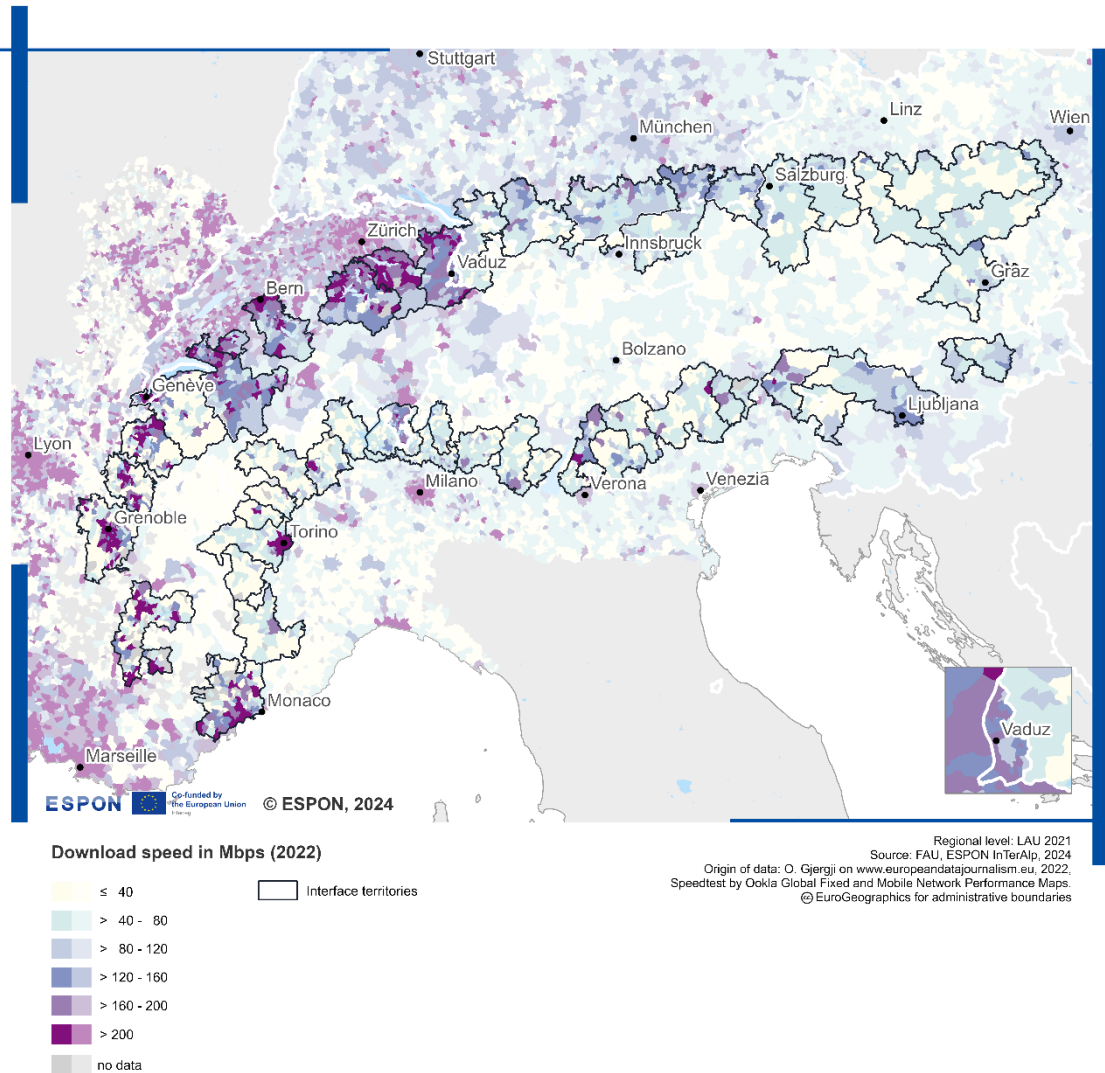 Stuttgart
Linz
Wien
München
Salzburg
Zürich
Innsbruck
Vaduz
Graz
Bern
Bolzano
Genève
Ljubljana
Lyon
Milano
Verona
Venezia
Grenoble
Torino
Monaco
Vaduz
Marseille
ESPON
Co-funded by
the European Union
Interreg
© ESPON, 2024
Regional level: LAU 2021
Source: FAU, ESPON InTerAlp, 2024
Origin of data: O. Gjergji on www.europeandatajournalism.eu, 2022,
Speedtest by Ookla Global Fixed and Mobile Network Performance Maps.
cc EuroGeographics for administrative boundaries
Download speed in Mbps (2022)
≤ 40
Interface territories
> 40 - 80
> 80 - 120
> 120 - 160
> 160 - 200
> 200
no data